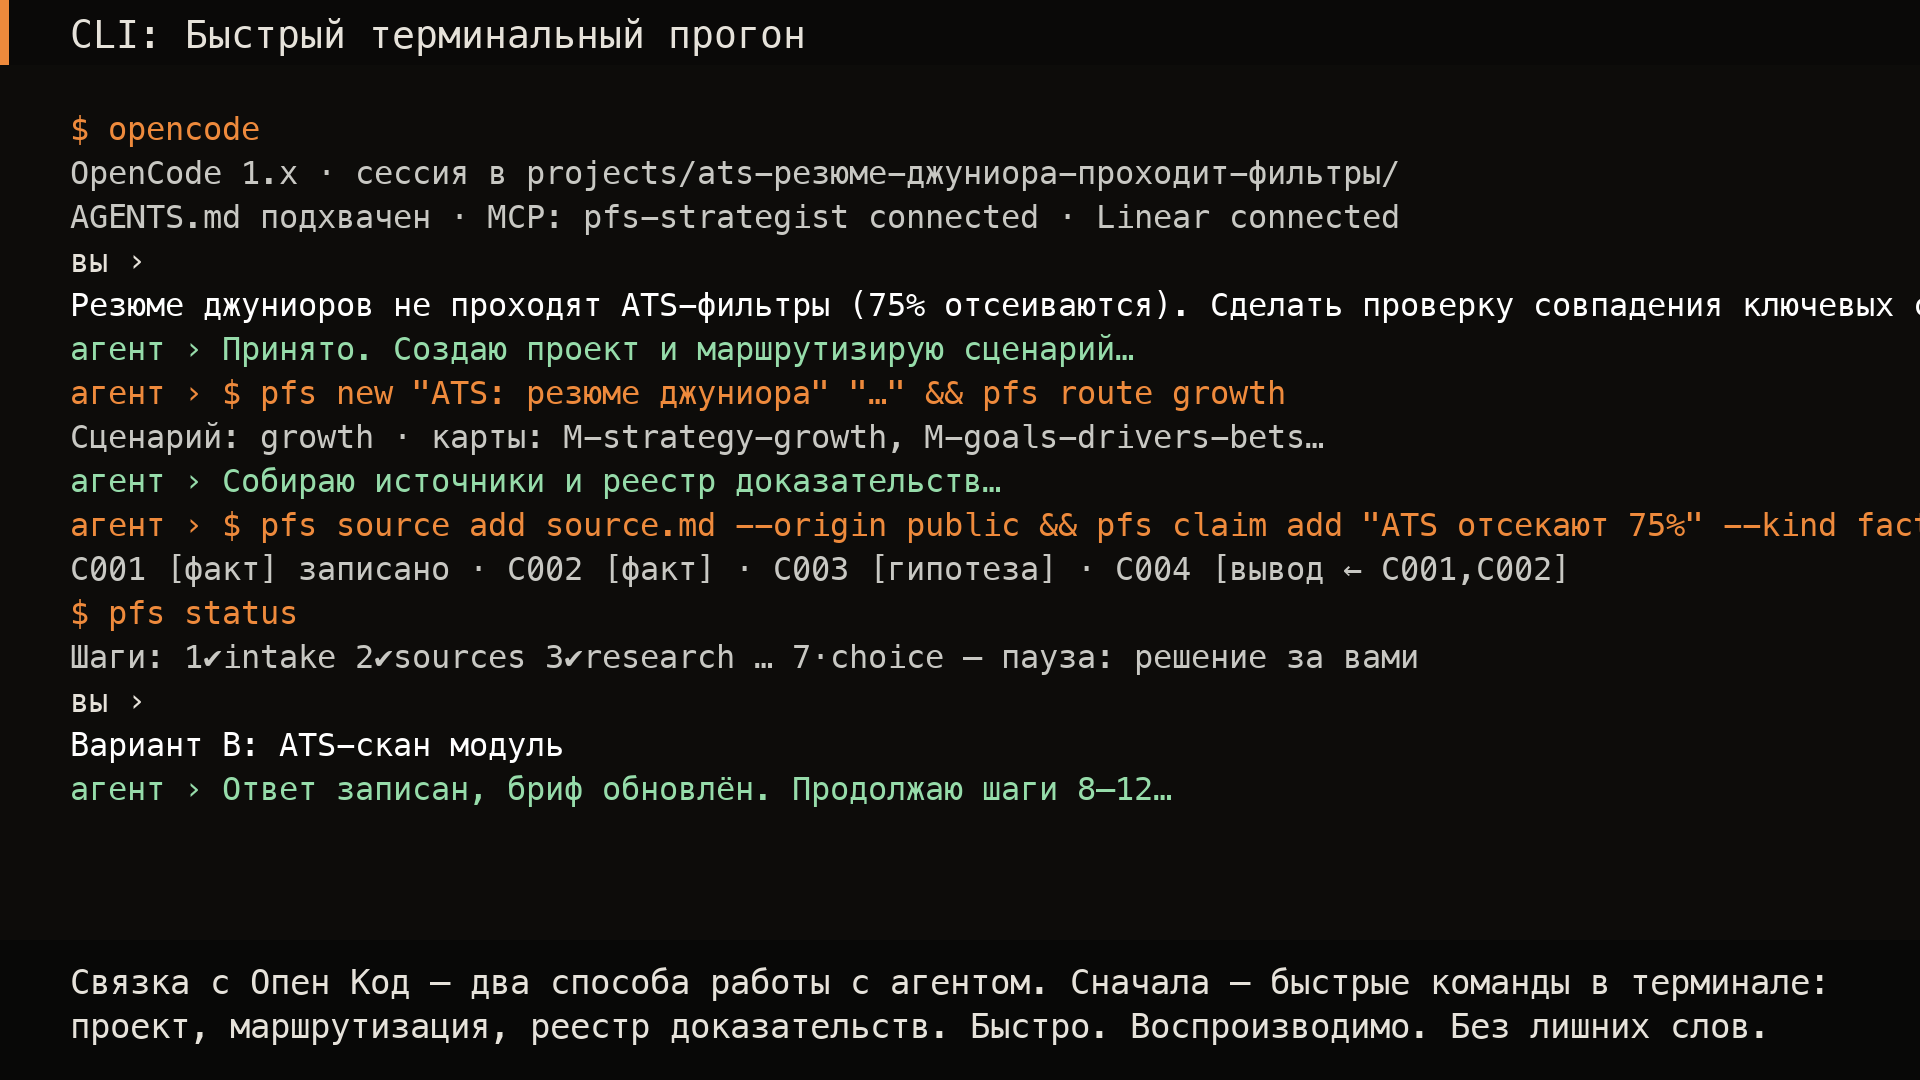 CLI: Быстрый терминальный прогон
$ opencode
OpenCode 1.x · сессия в projects/ats-резюме-джуниора-проходит-фильтры/
AGENTS.md подхвачен · MCP: pfs-strategist connected · Linear connected
вы ›
Резюме джуниоров не проходят ATS-фильтры (75% отсеиваются). Сделать проверку совпадения ключевых
агент › Принято. Создаю проект и маршрутизирую сценарий…
агент › $ pfs new "ATS: резюме джуниора" "…" && pfs route growth
Сценарий: growth · карты: M-strategy-growth, M-goals-drivers-bets…
агент › Собираю источники и реестр доказательств…
агент › $ pfs source add source.md --origin public && pfs claim add "ATS отсекают 75%" --kind fact
C001 [факт] записано · C002 [факт] · C003 [гипотеза] · C004 [вывод ← C001,C002]
$ pfs status
Шаги: 1✔intake 2✔sources 3✔research … 7·choice — пауза: решение за вами
вы ›
Вариант B: ATS-скан модуль
агент › Ответ записан, бриф обновлён. Продолжаю шаги 8–12…
Связка с Опен Код — два способа работы с агентом. Сначала — быстрые команды в терминале:
проект, маршрутизация, реестр доказательств. Быстро. Воспроизводимо. Без лишних слов.